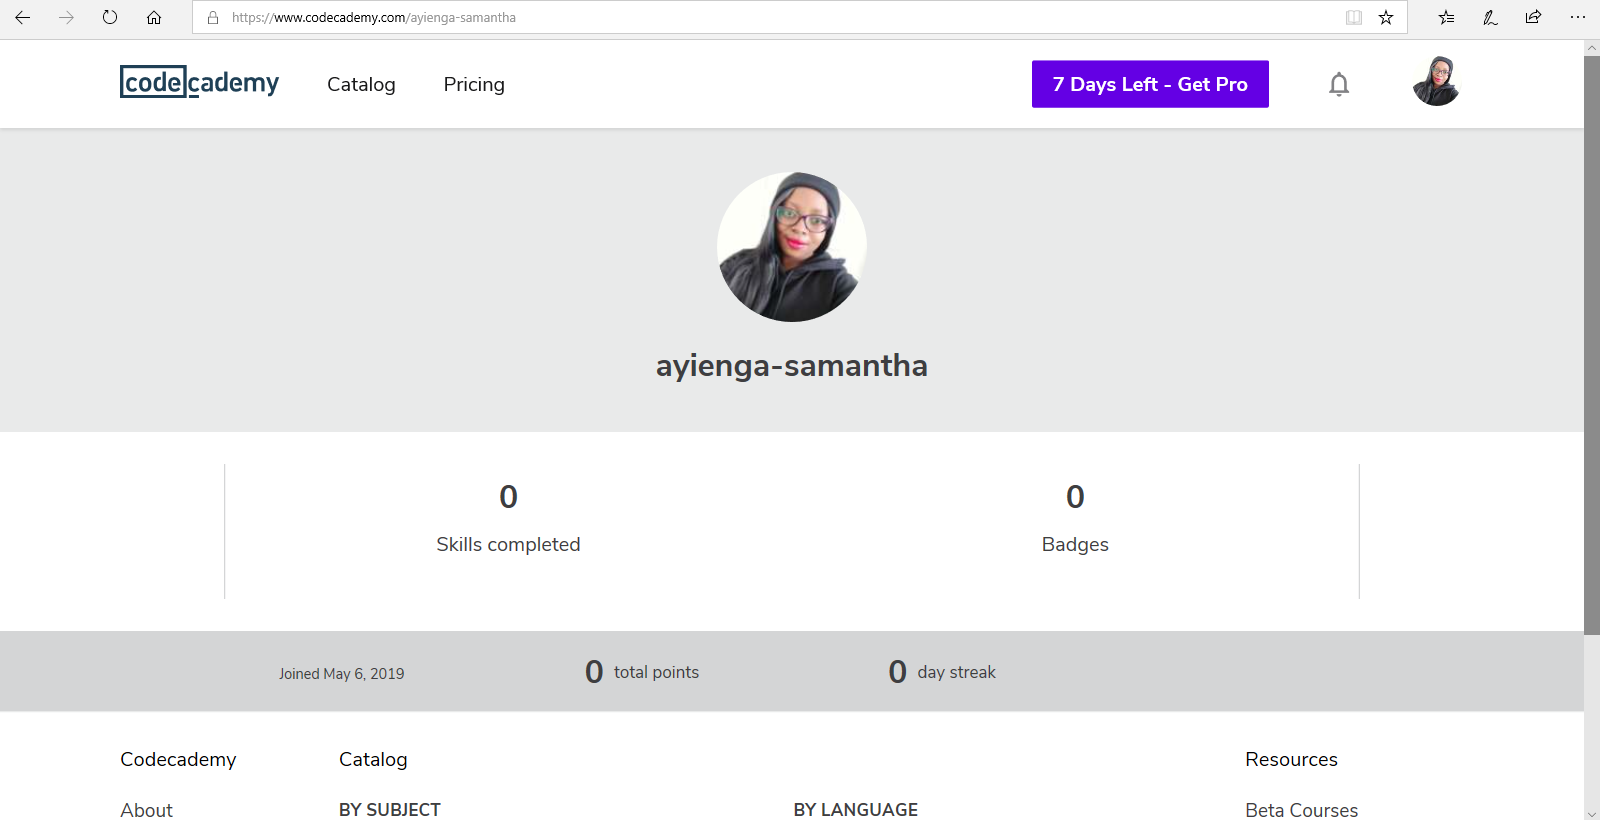 https://www.codecademy.com/ayienga-samantha
codecademy Catalog Pricing 7 Days Left - Get Pro
ayienga-samantha
0 0
Skills completed Badges
Joined May 6, 2019 0 total points 0 day streak
Codecademy Catalog Resources
About BY SUBJECT BY LANGUAGE Beta Courses